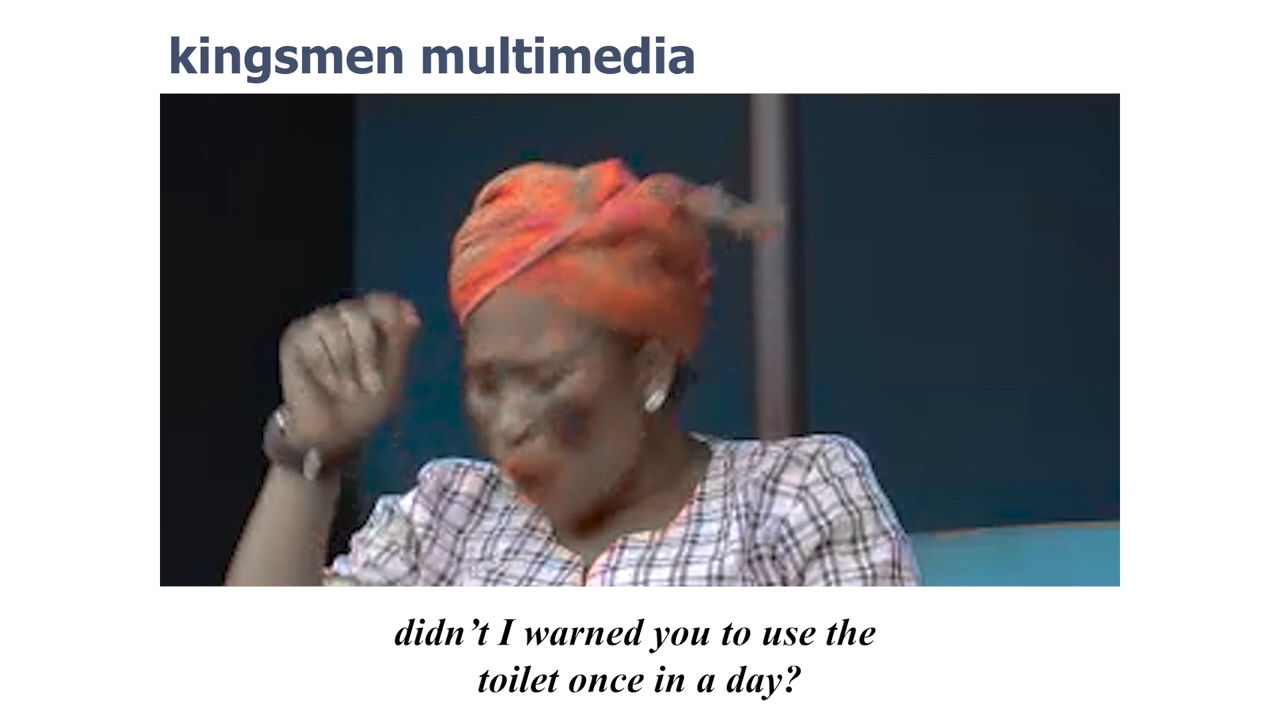 kingsmen multimedia
didn’t I warned you to use the
toilet once in a day?